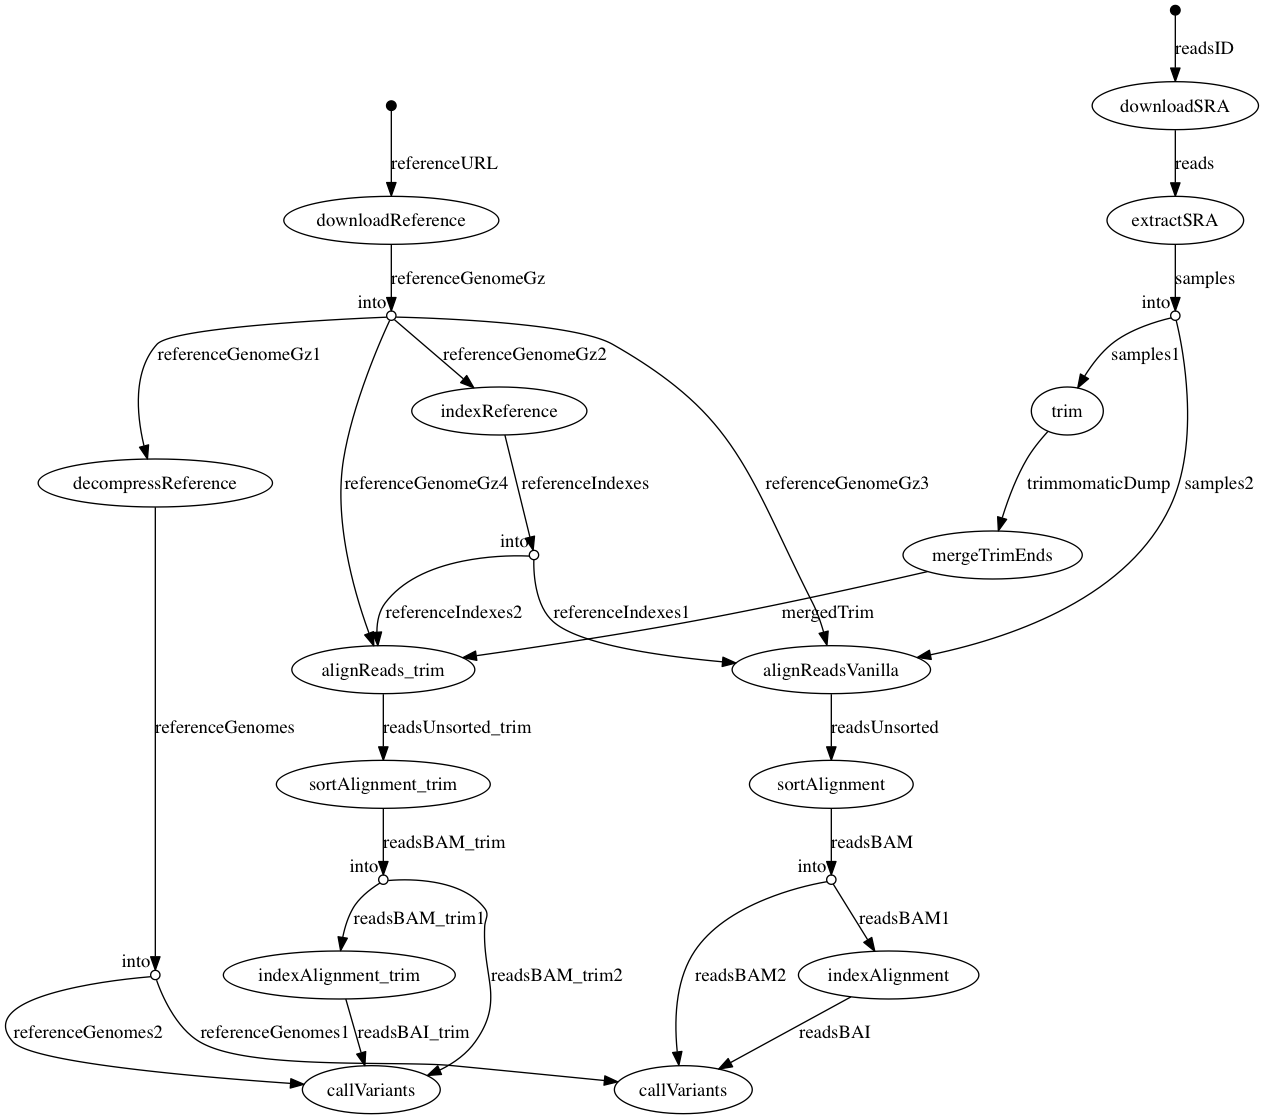 readsID
downloadSRA
referenceURL
reads
downloadReference
extractSRA
referenceGenomeGz
samples
into
into
referenceGenomeGz1
referenceGenomeGz2
samples1
indexReference
trim
decompressReference
referenceGenomeGz4
referenceIndexes
referenceGenomeGz3
trimmomaticDump
samples2
into
mergeTrimEnds
referenceIndexes2
referenceIndexes1
mergedTrim
alignReads_trim
alignReadsVanilla
referenceGenomes
readsUnsorted_trim
readsUnsorted
sortAlignment_trim
sortAlignment
readsBAM_trim
readsBAM
into
into
readsBAM_trim1
readsBAM1
into
indexAlignment_trim
readsBAM_trim2
readsBAM2
indexAlignment
referenceGenomes2
referenceGenomes1
readsBAI_trim
readsBAI
callVariants
callVariants